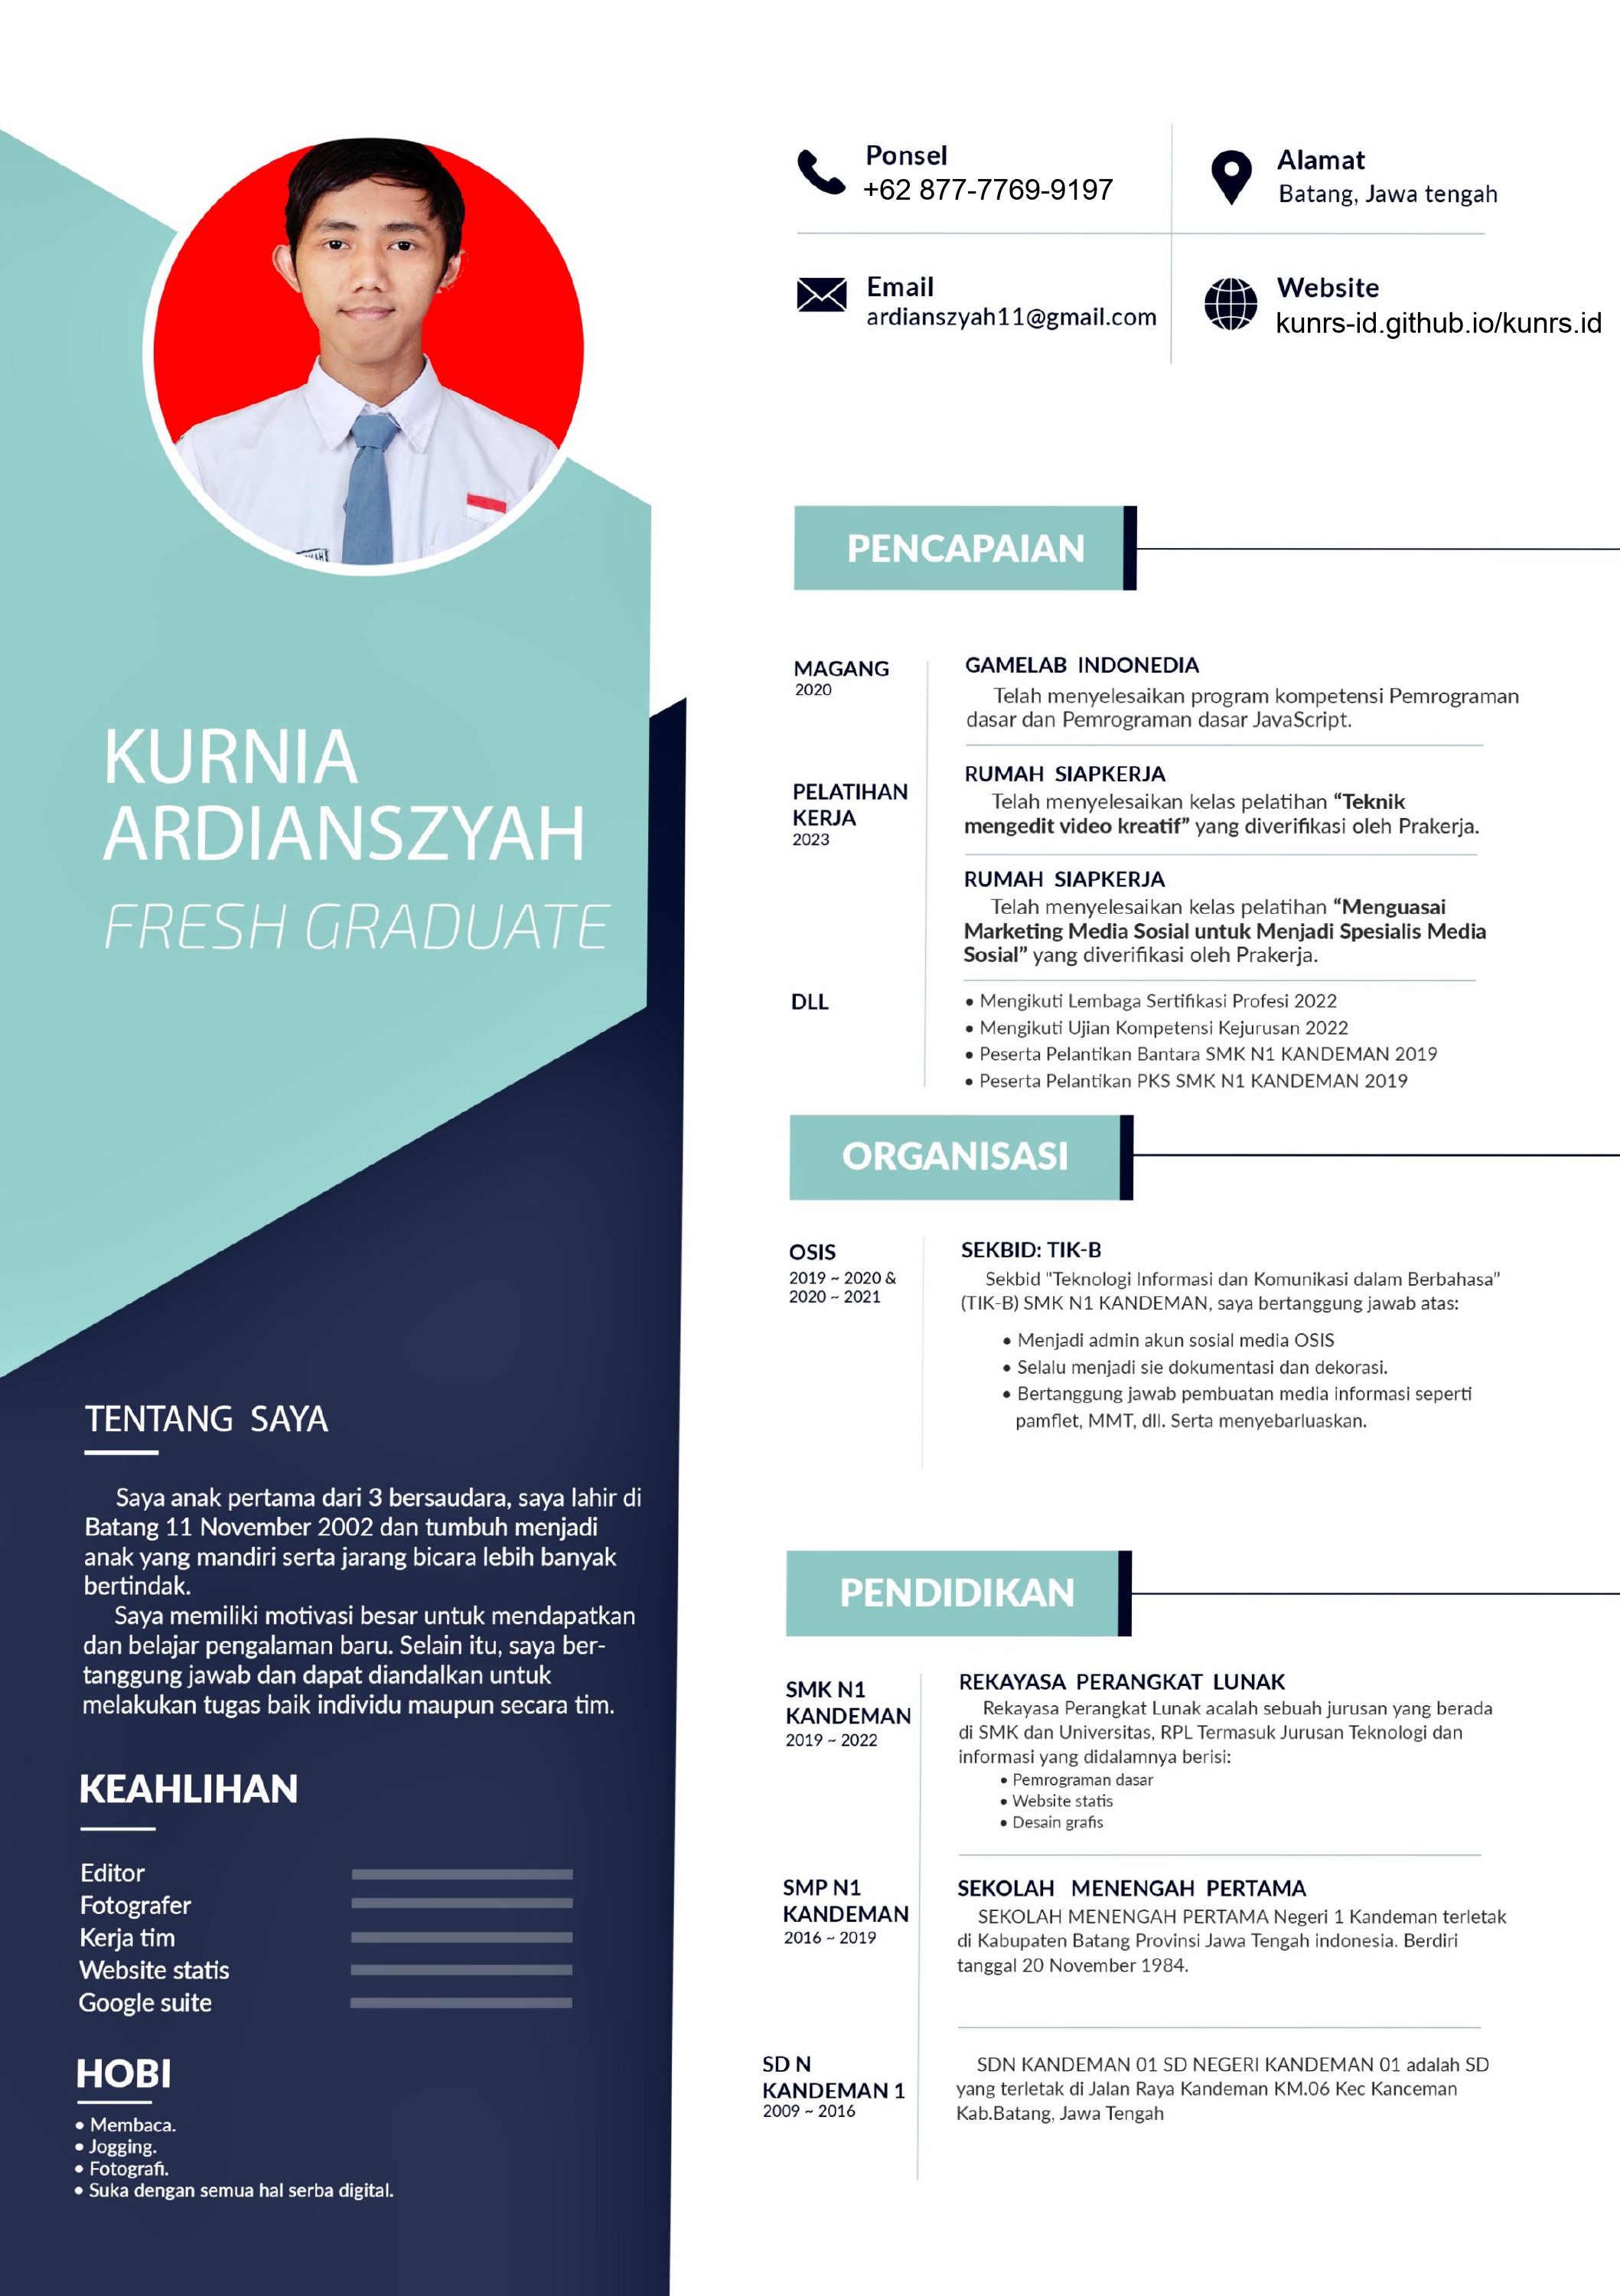 Ponsel
+62 877-7769-9197
Alamat
Batang, Jawa tengah
Email
ardianszyah11@gmail.com
Website
kunrs-id.github.io/kunrs.id
KURNIA
ARDIANSZYAH
FRESH GRADUATE
TENTANG SAYA
Saya anak pertama dari 3 bersaudara, saya lahir di
Batang 11 November 2002 dan tumbuh menjadi
anak yang mandiri serta jarang bicara lebih banyak
bertindak.
Saya memiliki motivasi besar untuk mendapatkan
dan belajar pengalaman baru. Selain itu, saya ber-
tanggung jawab dan dapat diandalkan untuk
melakukan tugas baik individu maupun secara tim.
KEAHLIHAN
Editor
Fotografer
Kerja tim
Website statis
Google suite
HOBI
• Membaca.
• Jogging.
• Fotografi.
• Suka dengan semua hal serba digital.
PENCAPAIAN
MAGANG
2020
GAMELAB INDONEDIA
Telah menyelesaikan program kompetensi Pemrograman
dasar dan Pemrograman dasar JavaScript.
PELATIHAN
KERJA
2023
RUMAH SIAPKERJA
Telah menyelesaikan kelas pelatihan “Teknik
mengedit video kreatif” yang diverifikasi oleh Prakerja.
RUMAH SIAPKERJA
Telah menyelesaikan kelas pelatihan “Menguasai
Marketing Media Sosial untuk Menjadi Spesialis Media
Sosial” yang diverifikasi oleh Prakerja.
DLL
• Mengikuti Lembaga Sertifikasi Profesi 2022
• Mengikuti Ujian Kompetensi Kejurusan 2022
• Peserta Pelantikan Bantara SMK N1 KANDEMAN 2019
• Peserta Pelantikan PKS SMK N1 KANDEMAN 2019
ORGANISASI
OSIS
2019 ~ 2020 &
2020 ~ 2021
SEKBID: TIK-B
Sekbid "Teknologi Informasi dan Komunikasi dalam Berbahasa”
(TIK-B) SMK N1 KANDEMAN, saya bertanggung jawab atas:
• Menjadi admin akun sosial media OSIS
• Selalu menjadi sie dokumentasi dan dekorasi.
• Bertanggung jawab pembuatan media informasi seperti
pamflet, MMT, dll. Serta menyebarluaskan.
PENDIDIKAN
SMK N1
KANDEMAN
2019 ~ 2022
REKAYASA PERANGKAT LUNAK
Rekayasa Perangkat Lunak acalah sebuah jurusan yang berada
di SMK dan Universitas, RPL Termasuk Jurusan Teknologi dan
informasi yang didalamnya berisi:
• Pemrograman dasar
• Website statis
• Desain grafis
SMP N1
KANDEMAN
2016 ~ 2019
SEKOLAH MENENGAH PERTAMA
SEKOLAH MENENGAH PERTAMA Negeri 1 Kandeman terletak
di Kabupaten Batang Provinsi Jawa Tengah indonesia. Berdiri
tanggal 20 November 1984.
SD N
KANDEMAN 1
2009 ~ 2016
SDN KANDEMAN 01 SD NEGERI KANDEMAN 01 adalah SD
yang terletak di Jalan Raya Kandeman KM.06 Kec Kanceman
Kab.Batang, Jawa Tengah